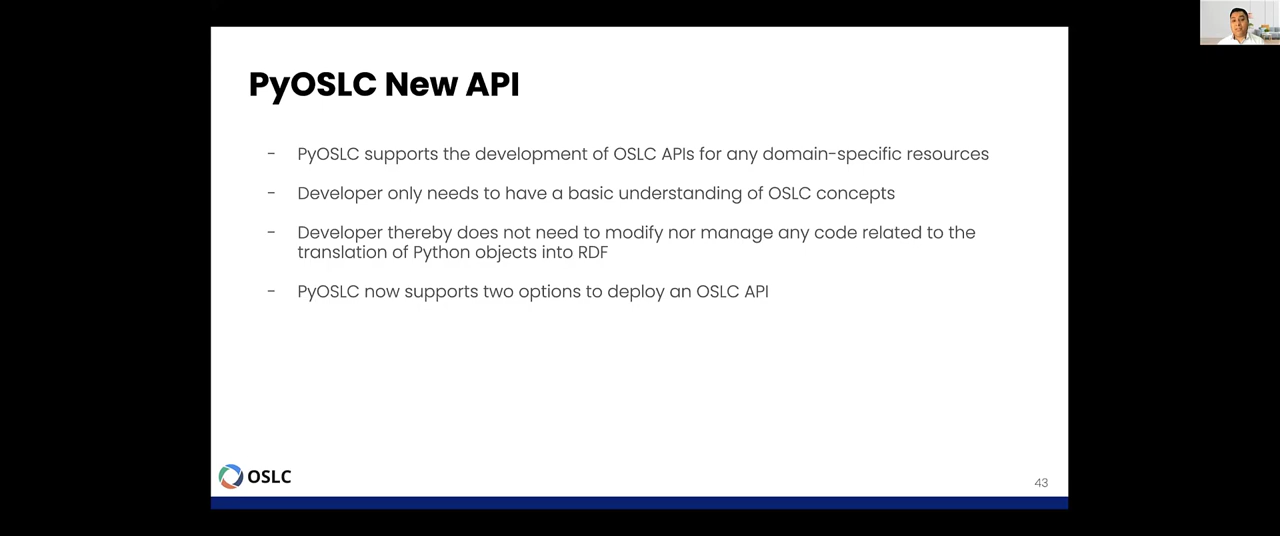 PyOSLC New API
- PyOSLC supports the development of OSLC APIs for any domain-specific resources
- Developer only needs to have a basic understanding of OSLC concepts
- Developer thereby does not need to modify nor manage any code related to the
translation of Python objects into RDF
- PyOSLC now supports two options to deploy an OSLC API
OSLC
43